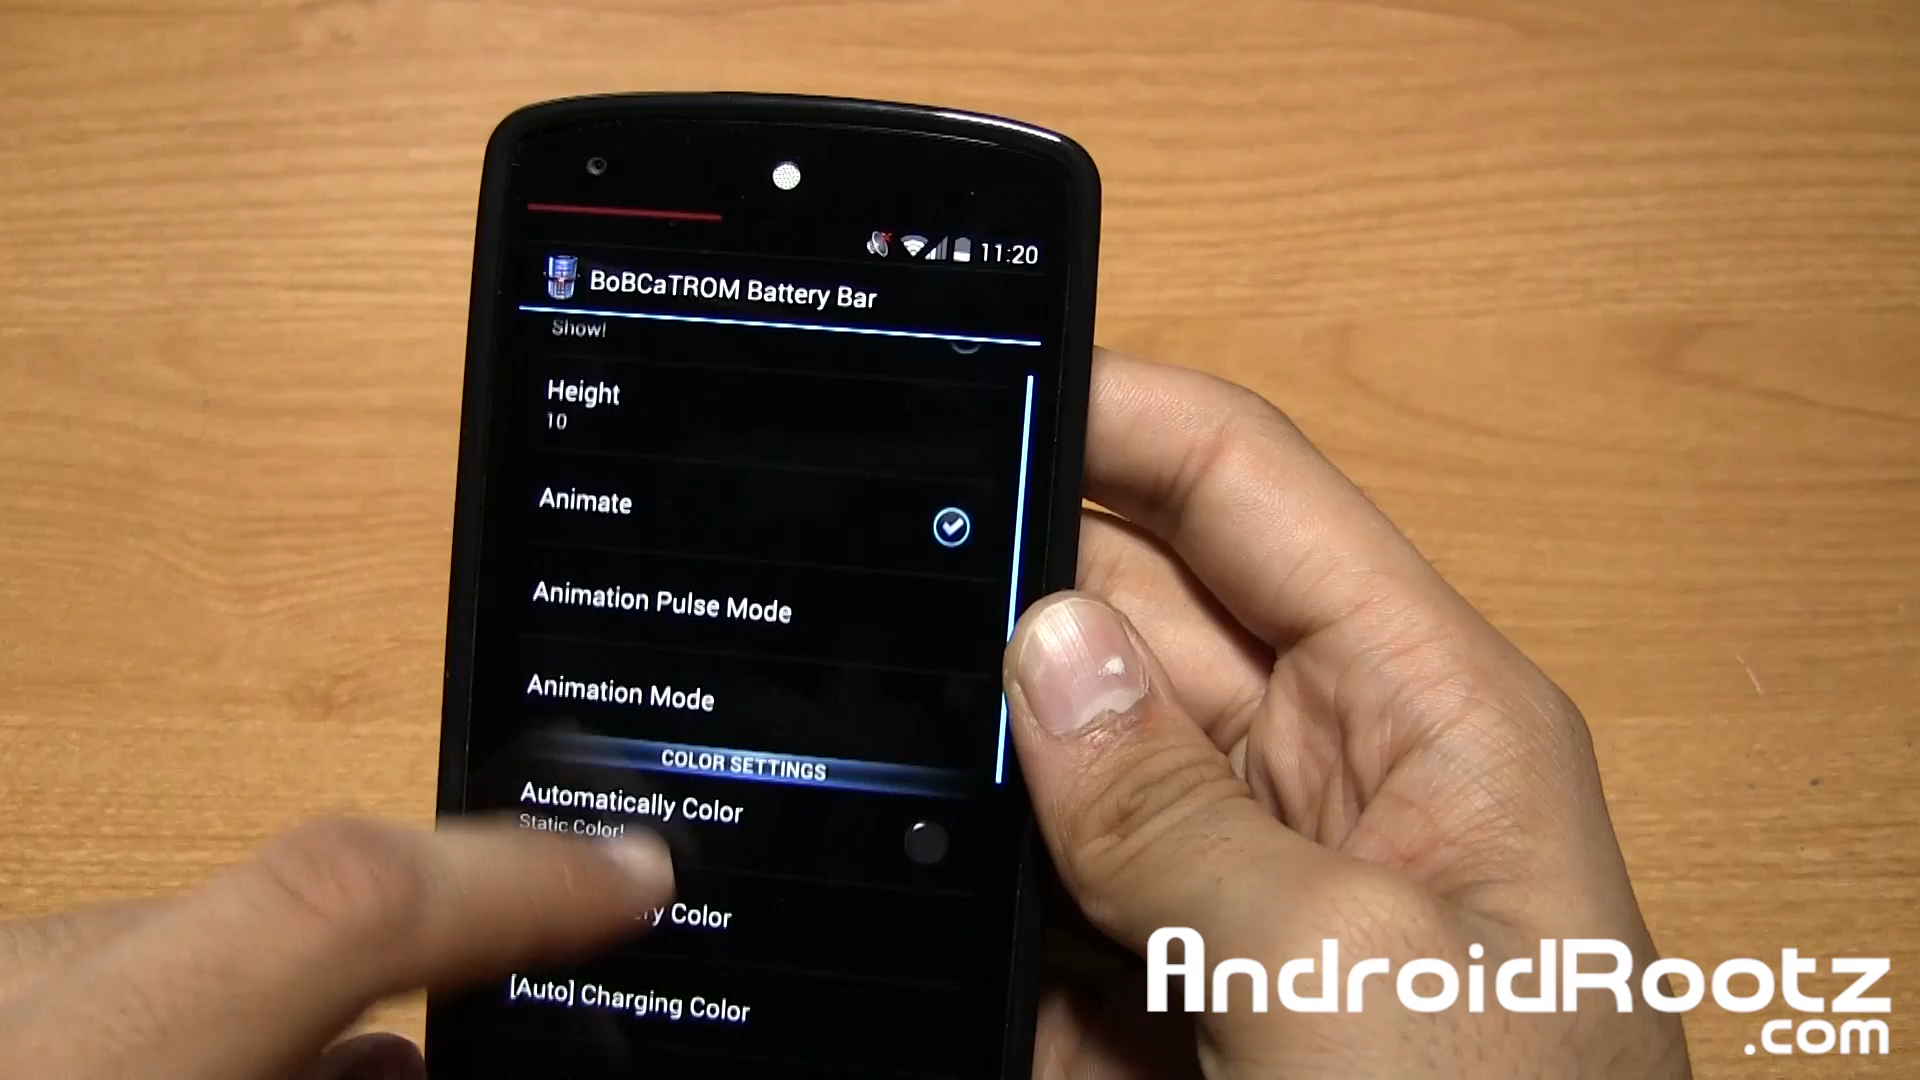 11:20
BoBCaTROM Battery Bar
Show!
Height
10
Animate
Animation Pulse Mode
Animation Mode
COLOR SETTINGS
Automatically Color
Static Color!
Color
[Auto] Charging Color
AndroidRootz
.com